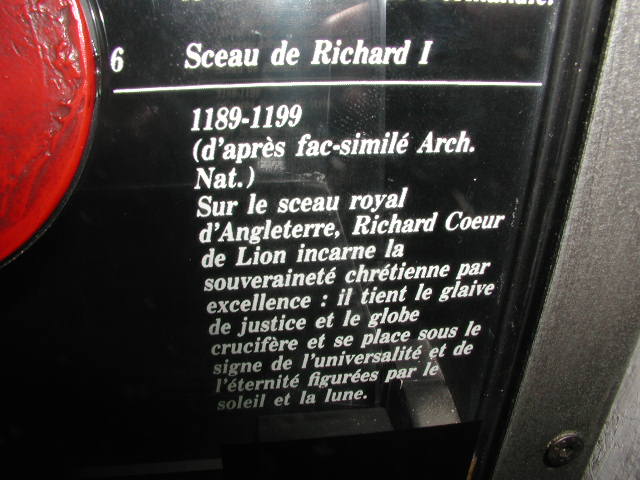 6 Sceau de Richard I
1189-1199
(d'après fac-similé Arch.
Nat.)
Sur le sceau royal
d'Angleterre, Richard Coeur
de Lion incarne la
souveraineté chrétienne par
excellence : il tient le glaive
de justice et le globe
crucifère et se place sous le
signe de l'universalité et de
l'éternité figurées par le
soleil et la lune.